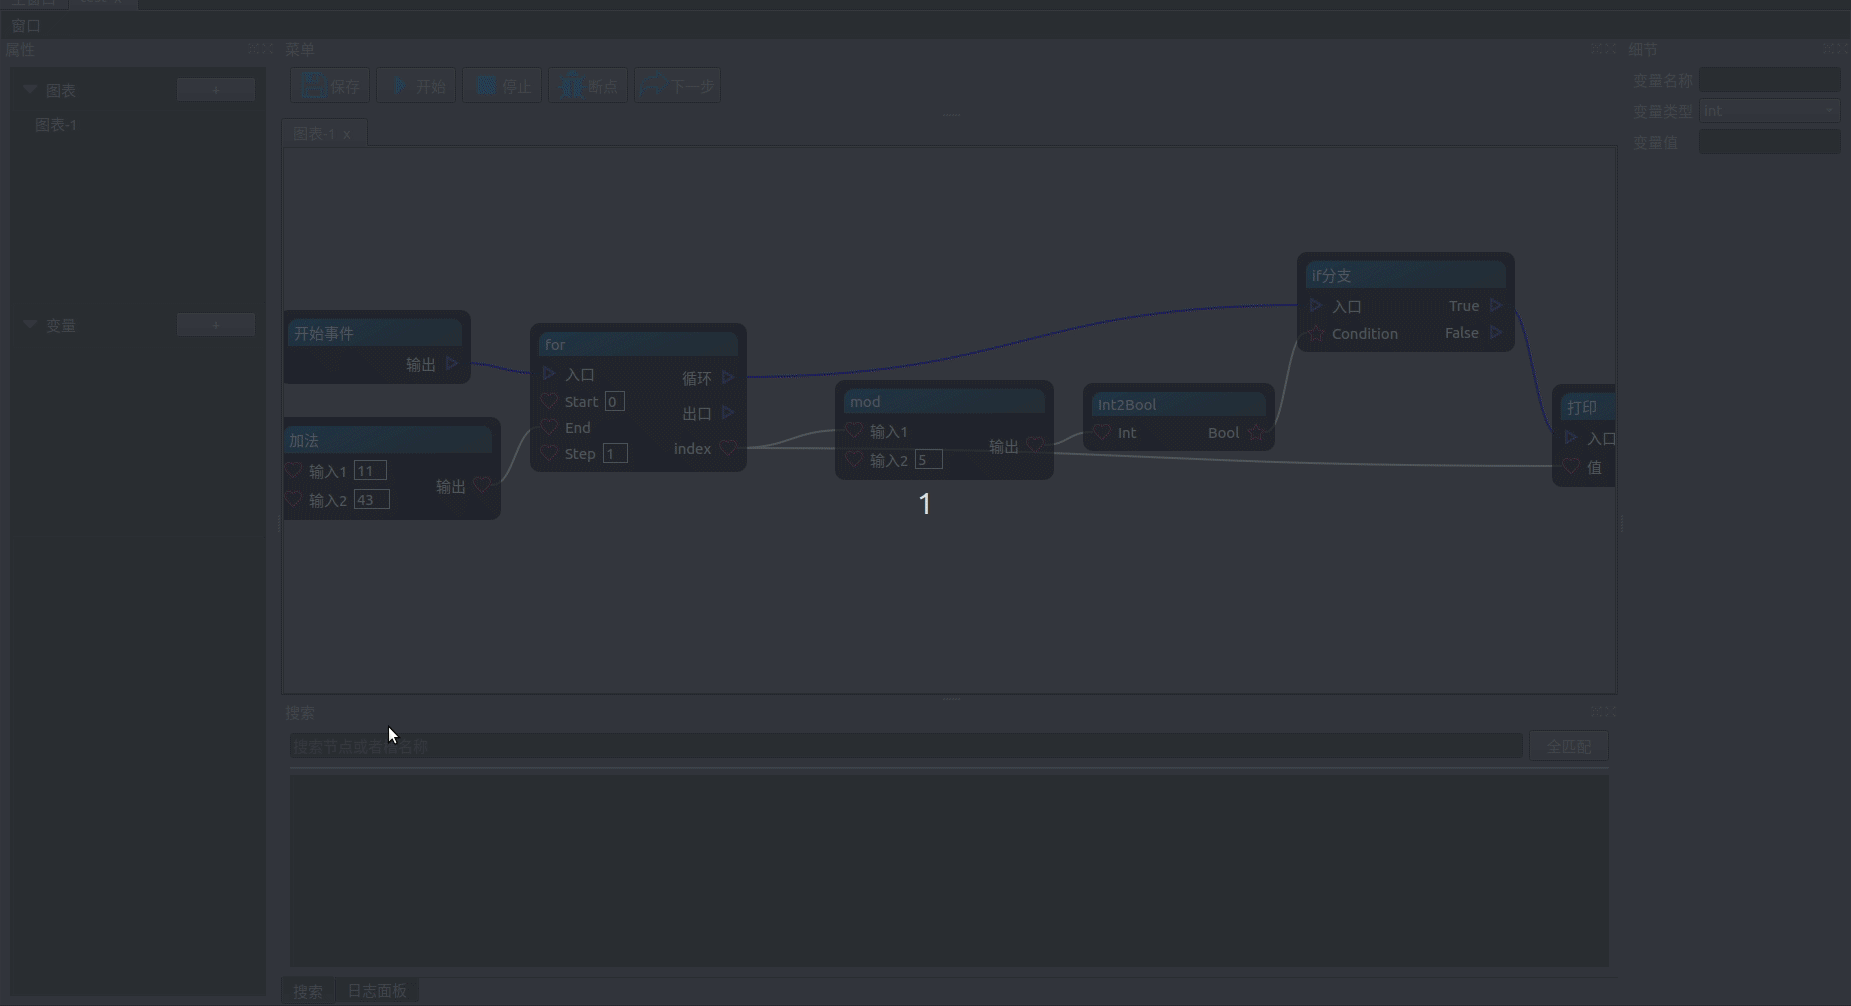 窗口
属性
图表 +
图表-1
变量 +
菜单
保存 开始 停止 断点 下一步
图表-1 x
开始事件
输出
加法
输入1 11
输入2 43
输出
for
入口
Start 0
End
Step 1
循环
出口
index
mod
输入1
输入2 5
输出
1
Int2Bool
Int Bool
if分支
入口 True
Condition False
打印
入口
值
搜索
搜索节点或者 名称 全匹配
搜索 日志面板
细节
变量名称
变量类型 int
变量值